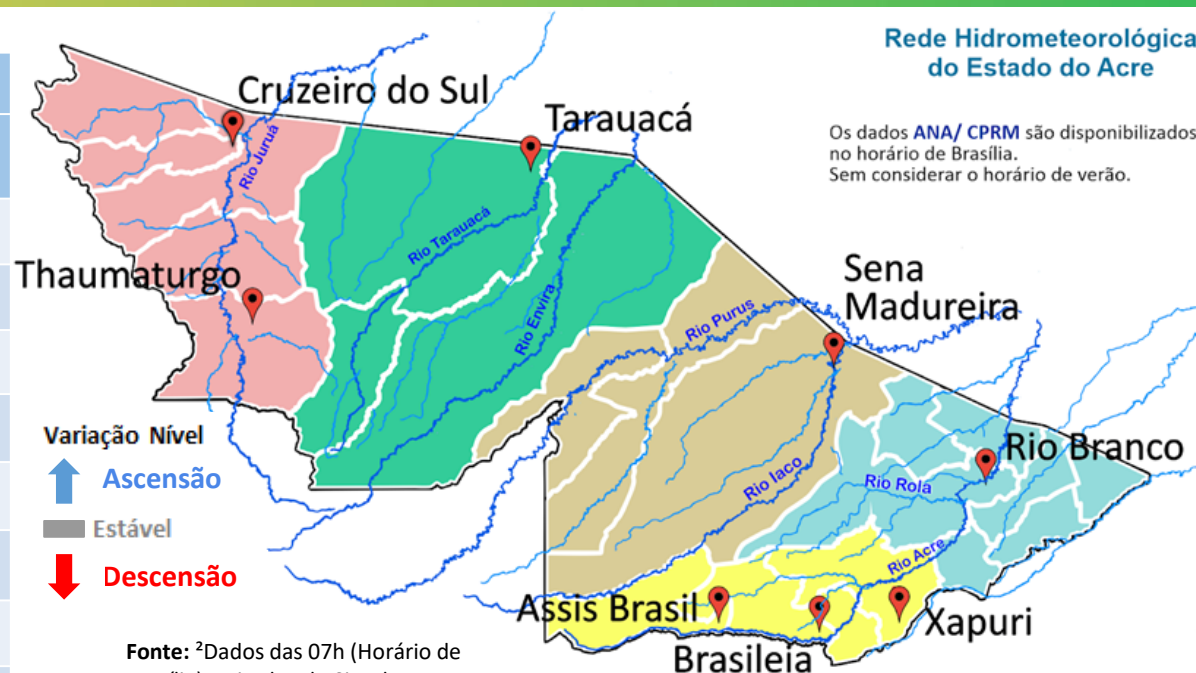 Rede Hidrometeorológica
do Estado do Acre
Os dados ANA/ CPRM são disponibilizados
no horário de Brasília.
Sem considerar o horário de verão.
Cruzeiro do Sul
Tarauacá
Rio Juruá
Rio Tarauacá
Thaumaturgo
Rio Envira
Sena
Madureira
Rio Purus
Variação Nível
Ascensão
Estável
Descensão
Rio Branco
Rio Iaco
Rio Rola
Rio Acre
Assis Brasil
Xapuri
Brasileia
Fonte: ²Dados das 07h (Horário de